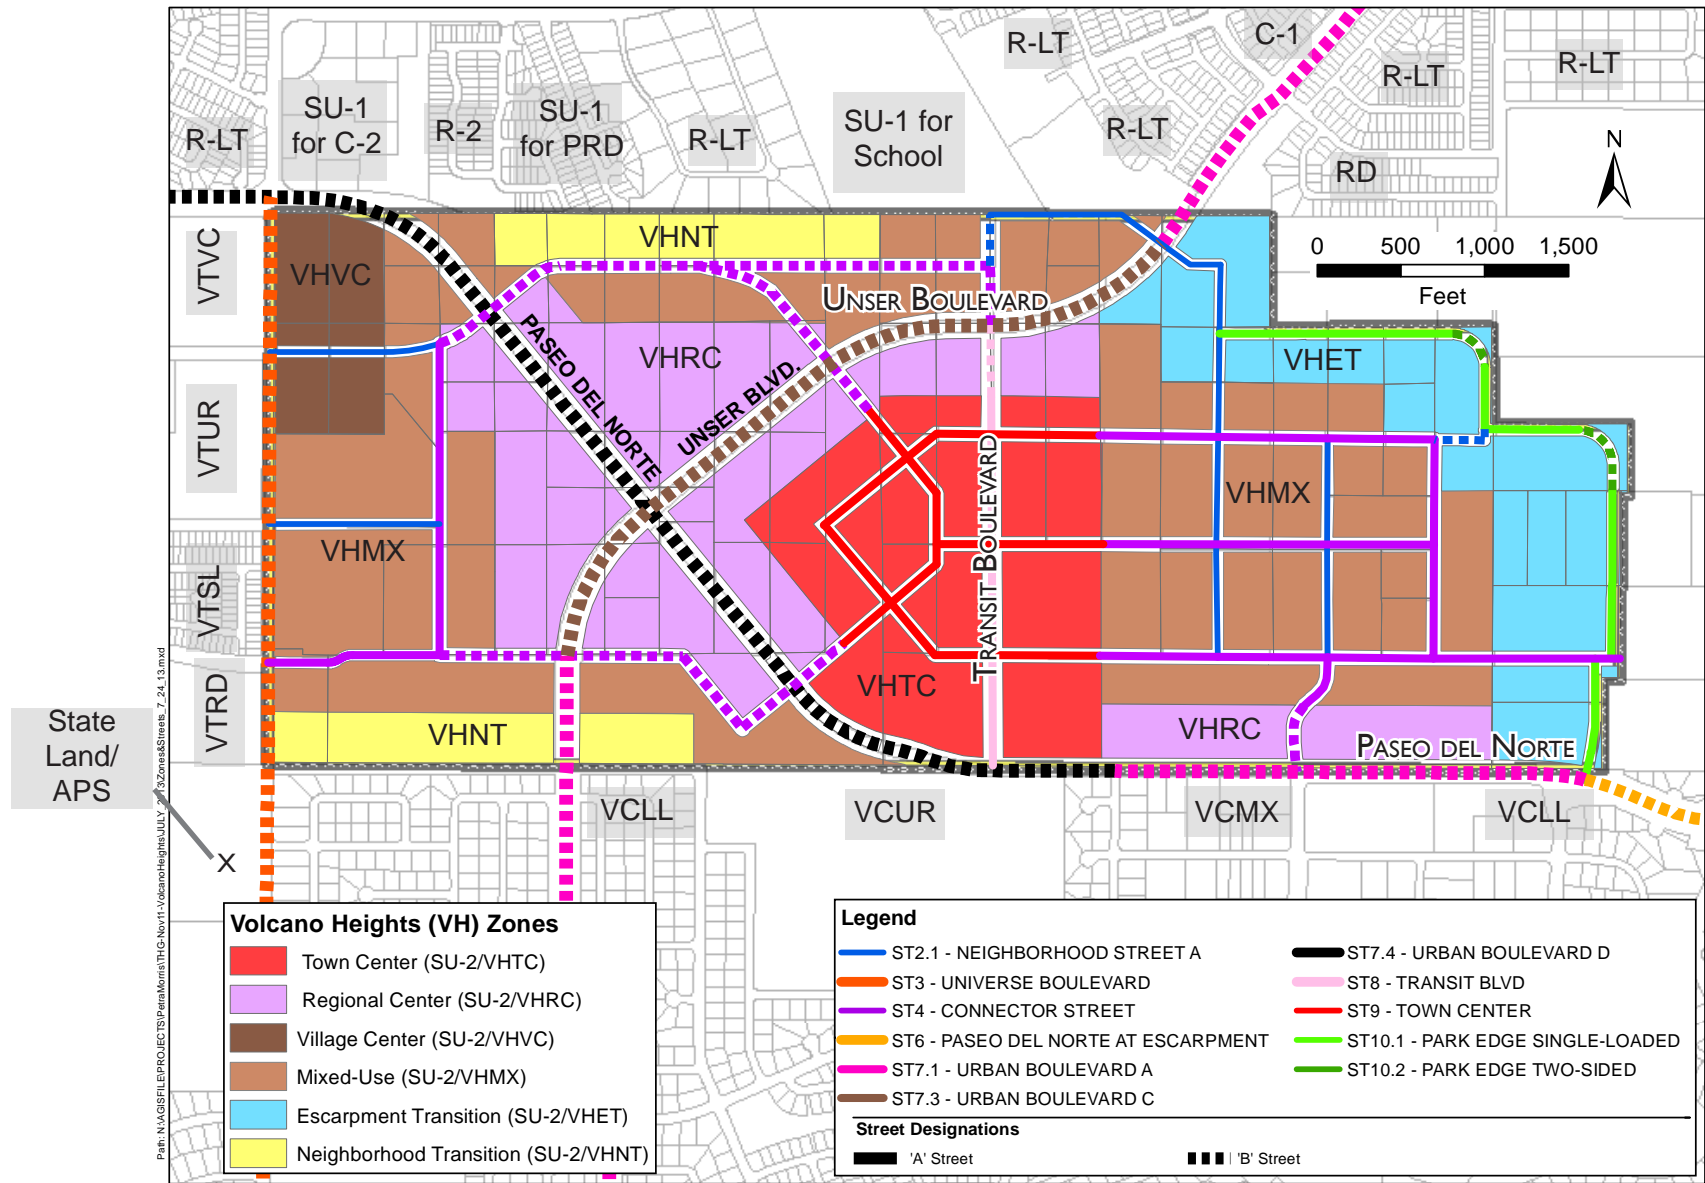 R-LT
C-1
R-LT
R-LT
SU-1
for C-2
R-2
SU-1
for PRD
R-LT
SU-1 for
School
R-LT
R-LT
RD
N
VTVC
VHVC
VHNT
0 500 1,000 1,500
Feet
UNSER BOULEVARD
PASEO DEL NORTE
VHRC
UNSER BLVD.
VHET
VTUR
TRANSIT BOULEVARD
VHMX
VHMX
VTSL
VTRD
VHTC
VHNT
VHRC
PASEO DEL NORTE
State
Land/
APS
X
VCLL
VCUR
VCMX
VCLL
Volcano Heights (VH) Zones
Town Center (SU-2/VHTC)
Regional Center (SU-2/VHRC)
Village Center (SU-2/VHVC)
Mixed-Use (SU-2/VHMX)
Escarpment Transition (SU-2/VHET)
Neighborhood Transition (SU-2/VHNT)
Legend
ST2.1 - NEIGHBORHOOD STREET A
ST3 - UNIVERSE BOULEVARD
ST4 - CONNECTOR STREET
ST6 - PASEO DEL NORTE AT ESCARPMENT
ST7.1 - URBAN BOULEVARD A
ST7.3 - URBAN BOULEVARD C
ST7.4 - URBAN BOULEVARD D
ST8 - TRANSIT BLVD
ST9 - TOWN CENTER
ST10.1 - PARK EDGE SINGLE-LOADED
ST10.2 - PARK EDGE TWO-SIDED
Street Designations
'A' Street
'B' Street